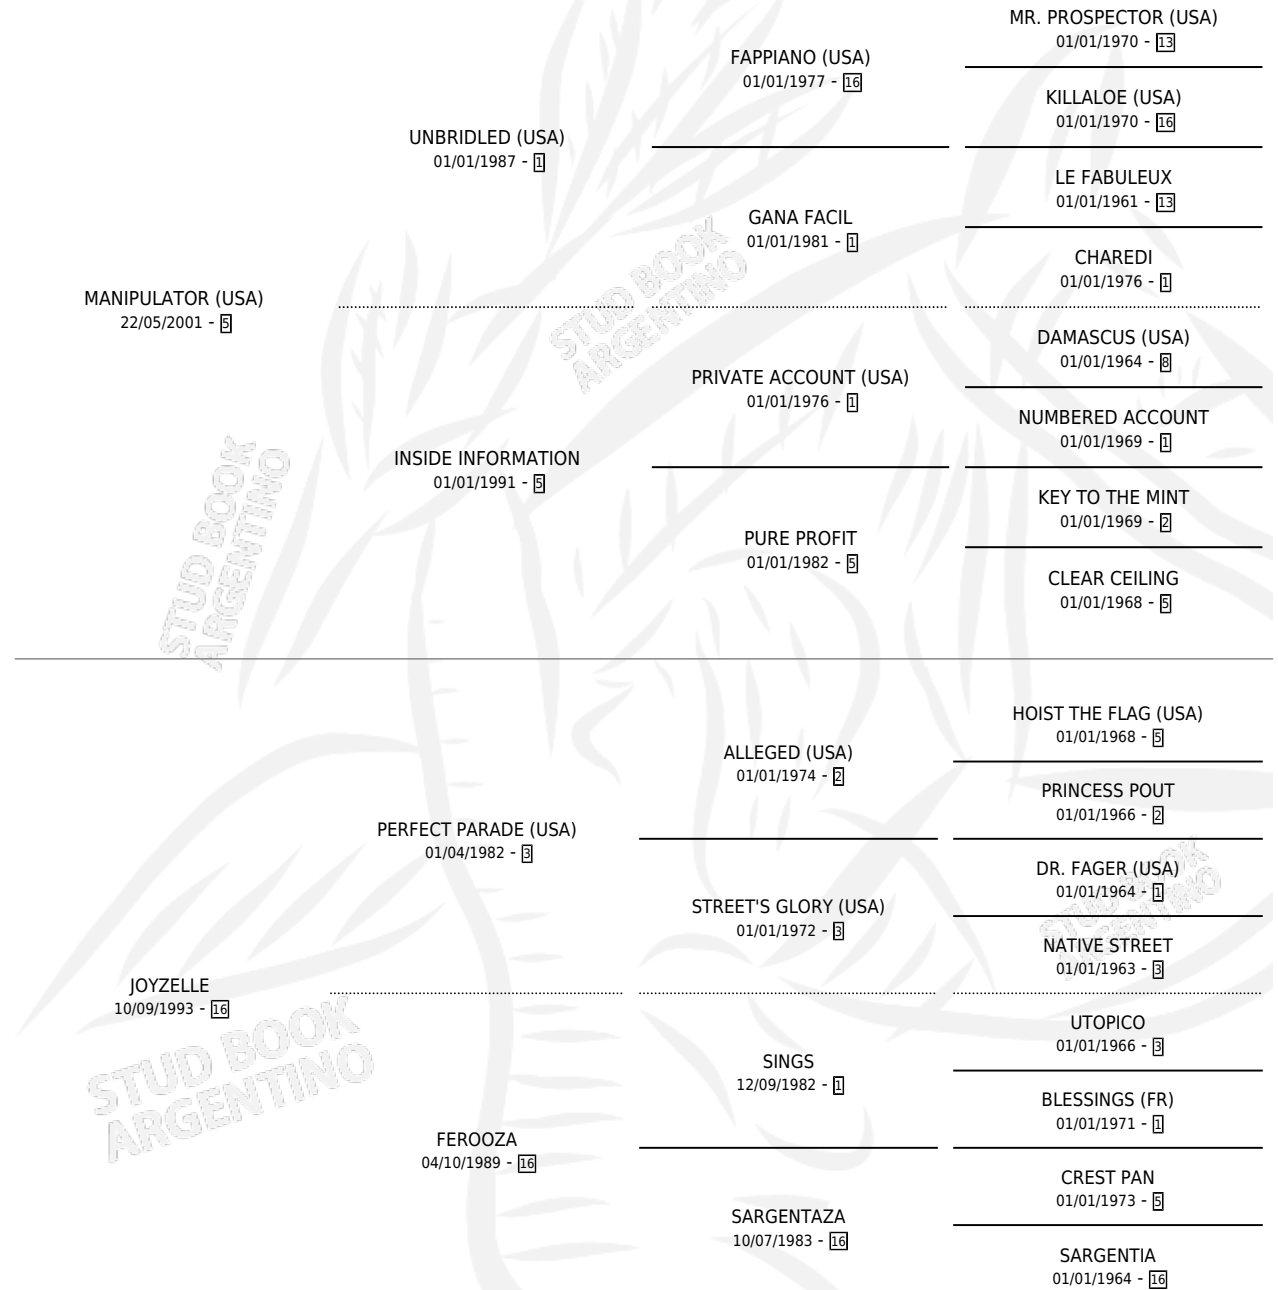 MR. PROSPECTOR (USA)
01/01/1970 - 13
FAPPIANO (USA)
01/01/1977 - 16
KILLALOE (USA)
01/01/1970 - 16
UNBRIDLED (USA)
01/01/1987 - 1
LE FABULEUX
01/01/1961 - 13
GANA FACIL
01/01/1981 - 1
CHAREDI
01/01/1976 - 1
MANIPULATOR (USA)
22/05/2001 - 5
DAMASCUS (USA)
01/01/1964 - 8
PRIVATE ACCOUNT (USA)
01/01/1976 - 1
NUMBERED ACCOUNT
01/01/1969 - 1
INSIDE INFORMATION
01/01/1991 - 5
KEY TO THE MINT
01/01/1969 - 2
PURE PROFIT
01/01/1982 - 5
CLEAR CEILING
01/01/1968 - 5
HOIST THE FLAG (USA)
01/01/1968 - 5
ALLEGED (USA)
01/01/1974 - 2
PRINCESS POUT
01/01/1966 - 2
PERFECT PARADE (USA)
01/04/1982 - 3
DR. FAGER (USA)
01/01/1964 - 1
STREET'S GLORY (USA)
01/01/1972 - 3
NATIVE STREET
01/01/1963 - 3
JOYZELLE
10/09/1993 - 16
UTOPICO
01/01/1966 - 3
SINGS
12/09/1982 - 1
BLESSINGS (FR)
01/01/1971 - 1
FEROOZA
04/10/1989 - 16
CREST PAN
01/01/1973 - 5
SARGENTAZA
10/07/1983 - 16
SARGENTIA
01/01/1964 - 16
STUD BOOK
ARGENTINO
STUD BOOK
ARGENTINO
STUD BOOK
ARGENTINO
STUD BOOK
ARGENTINO